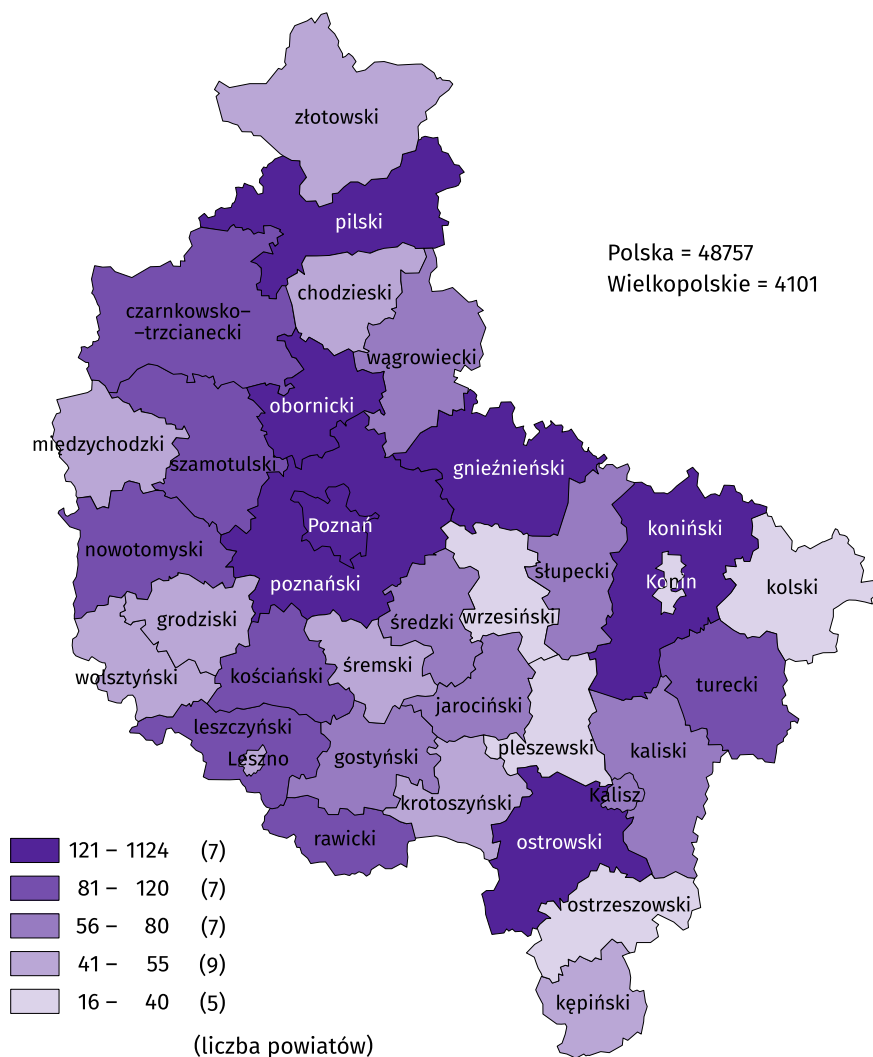 złotowski
pilski
Polska = 48757
Wielkopolskie = 4101
chodzieski
czarnkowsko–
–trzcianecki
wągrowiecki
obornicki
międzychodzki
szamotulski
gnieźnieński
Poznań
koniński
nowotomyski
słupecki
Konin
poznański
kolski
grodziski
średzki
wrzesiński
wolsztyński
kościański
śremski
turecki
jarociński
leszczyński
pleszewski
kaliski
Leszno
gostyński
Kalisz
krotoszyński
rawicki
ostrowski
121 – 1124 (7)
81 – 120 (7)
ostrzeszowski
56 – 80 (7)
41 – 55 (9)
16 – 40 (5)
kępiński
(liczba powiatów)